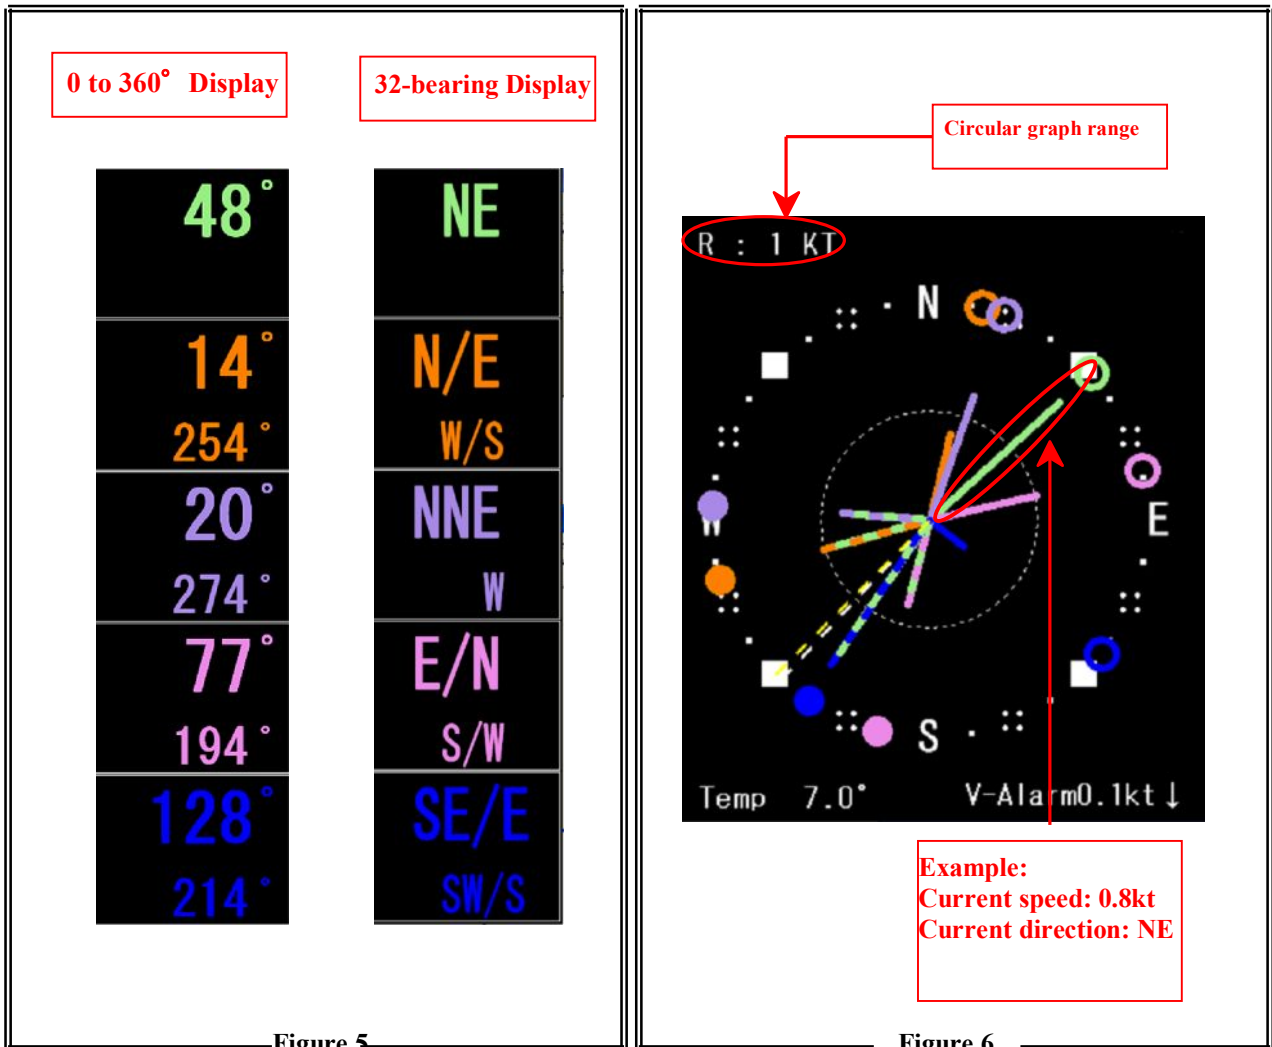 0 to 360° Display
32-bearing Display
48°
14°
254°
20°
274°
77°
194°
128°
214°
NE
N/E
W/S
NNE
W
E/N
S/W
SE/E
SW/S
Figure 5
Circular graph range
R : 1 KT
N
W
E
S
Temp 7.0°
V-Alarm0.1kt↓
Example:
Current speed: 0.8kt
Current direction: NE
Figure 6